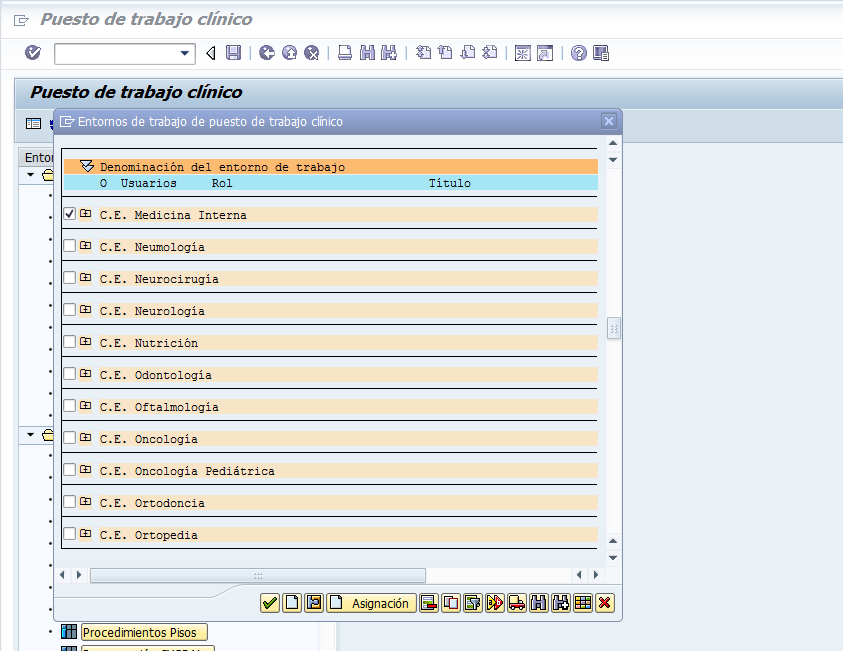 Puesto de trabajo clínico
Puesto de trabajo clínico
Entornos de trabajo de puesto de trabajo clínico
Denominación del entorno de trabajo
O Usuarios Rol Título
C.E. Medicina Interna
C.E. Neumología
C.E. Neurocirugía
C.E. Neurología
C.E. Nutrición
C.E. Odontología
C.E. Oftalmología
C.E. Oncología
C.E. Oncología Pediátrica
C.E. Ortodoncia
C.E. Ortopedia
Asignación
Procedimientos Pisos